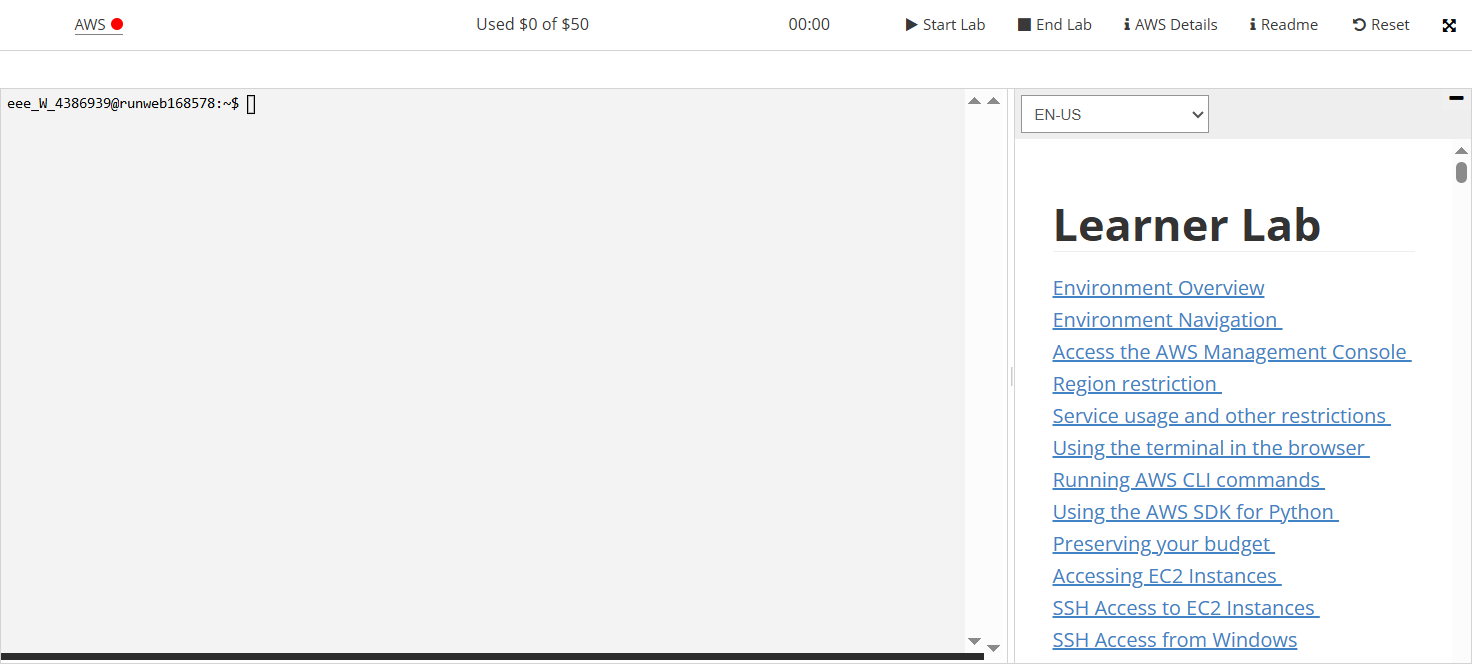 AWS
Used $0 of $50
00:00
Start Lab
End Lab
AWS Details
Readme
Reset
eee_W_4386939@runweb168578:~$
EN-US
Learner Lab
Environment Overview
Environment Navigation
Access the AWS Management Console
Region restriction
Service usage and other restrictions
Using the terminal in the browser
Running AWS CLI commands
Using the AWS SDK for Python
Preserving your budget
Accessing EC2 Instances
SSH Access to EC2 Instances
SSH Access from Windows